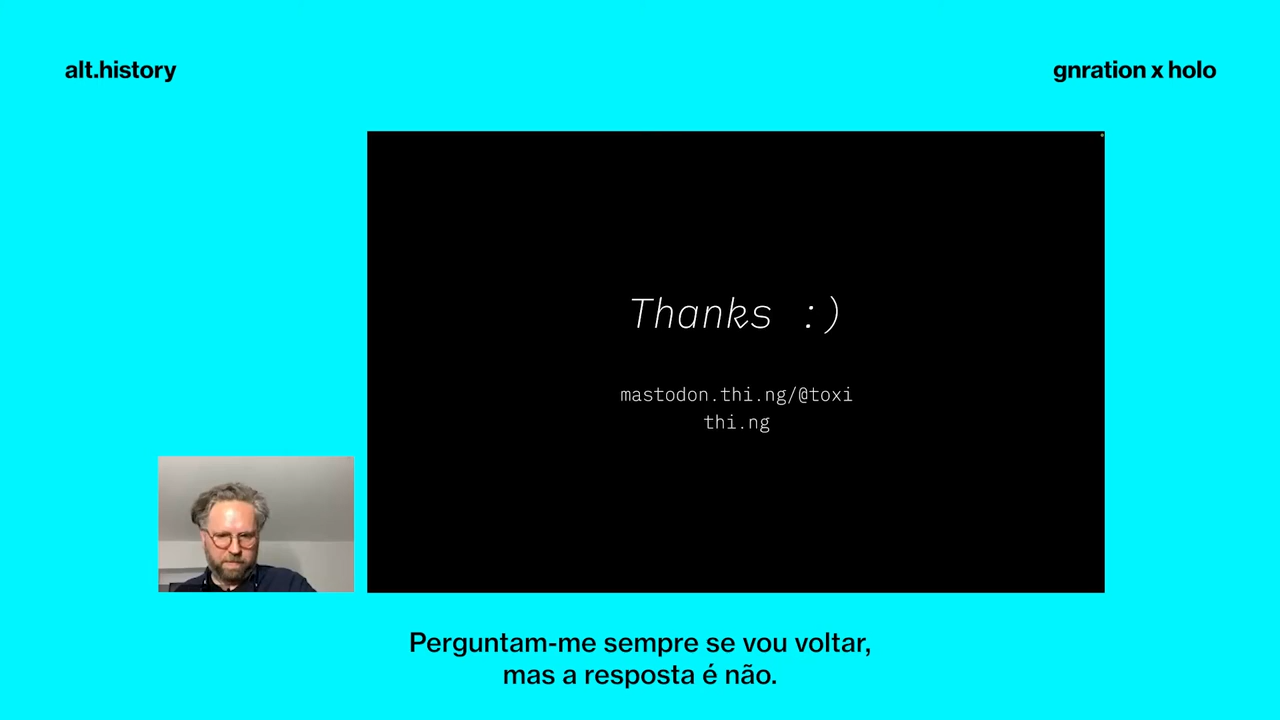 alt.history
gnration x holo
Thanks :)
mastodon.thi.ng/@toxi
thi.ng
Perguntam-me sempre se vou voltar,
mas a resposta é não.